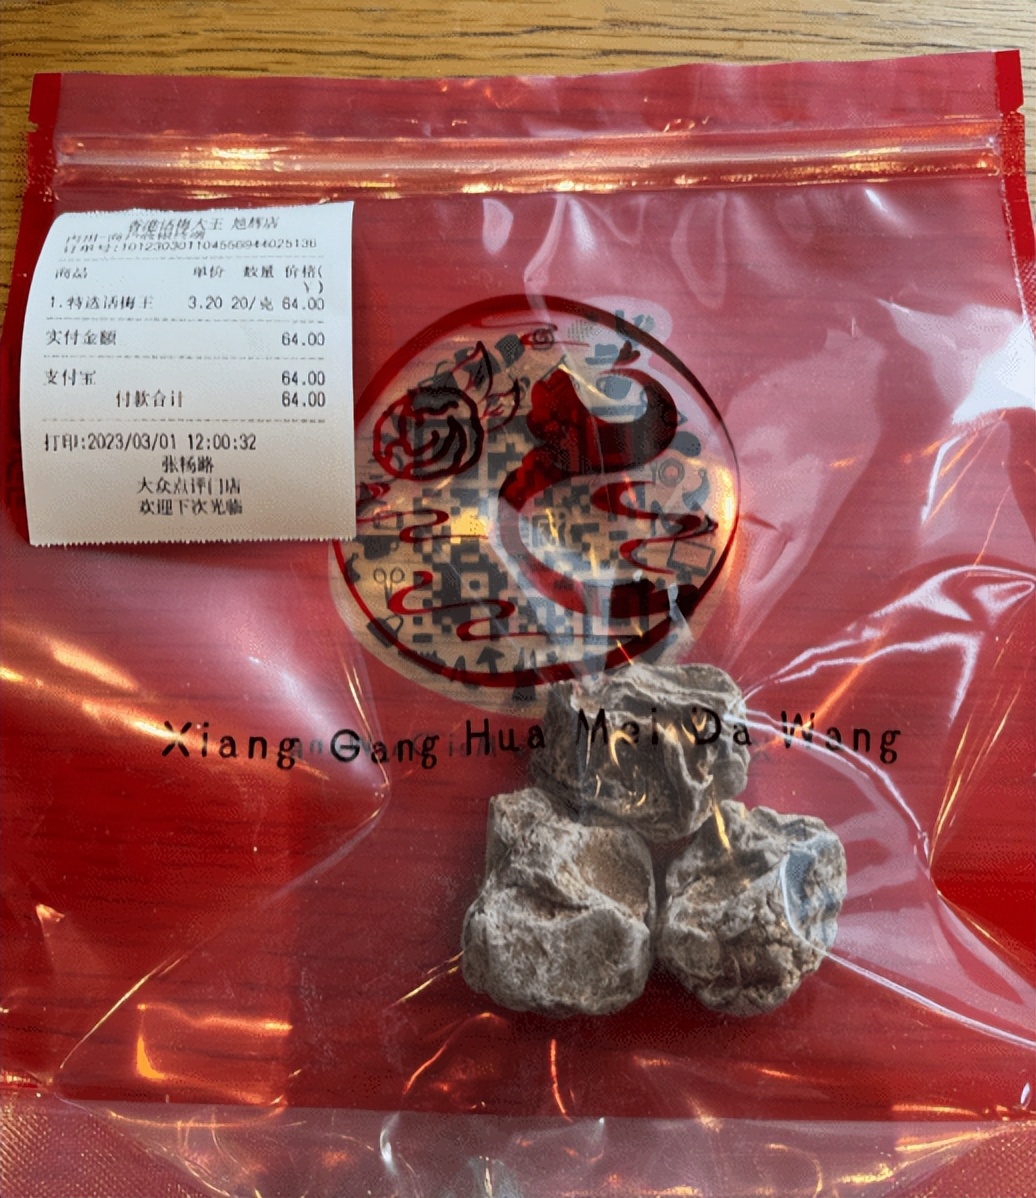 香港话梅大王 旭辉店
订单号:1012303011045569446025136
商品 单价 数量 价格(
\)
1.特选话梅王 3.20 20/克 64.00
实付金额 64.00
支付宝 64.00
付款合计 64.00
打印:2023/03/01 12:00:32
张杨路
大众点评门店
欢迎下次光临
Xiang Gang Hua Mei Da Wang